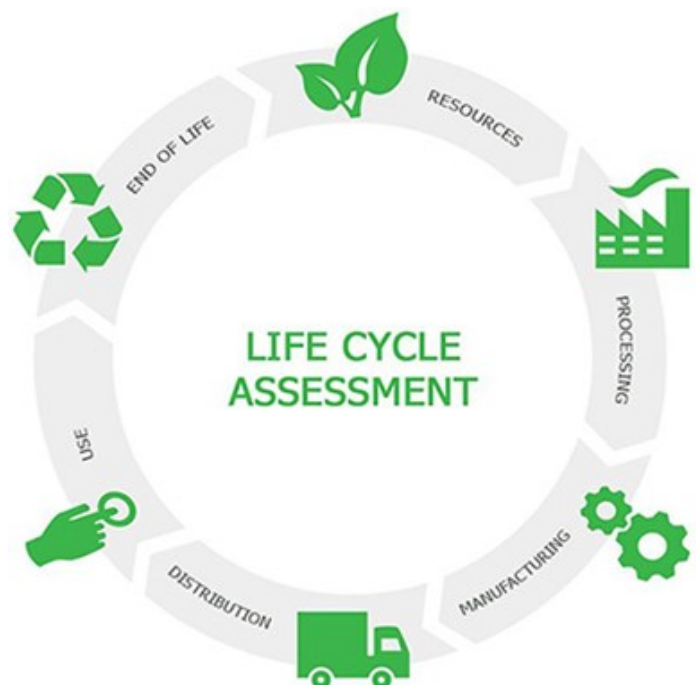 LIFE CYCLE
ASSESSMENT
RESOURCES
PROCESSING
MANUFACTURING
DISTRIBUTION
USE
END OF LIFE